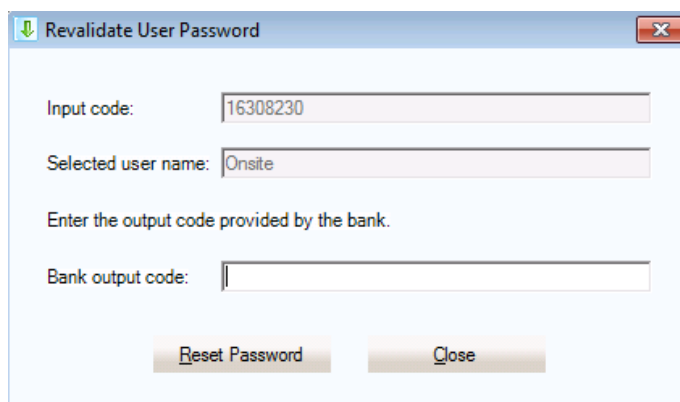 Revalidate User Password
Input code: 16308230
Selected user name: Onsite
Enter the output code provided by the bank.
Bank output code:
Reset Password Close